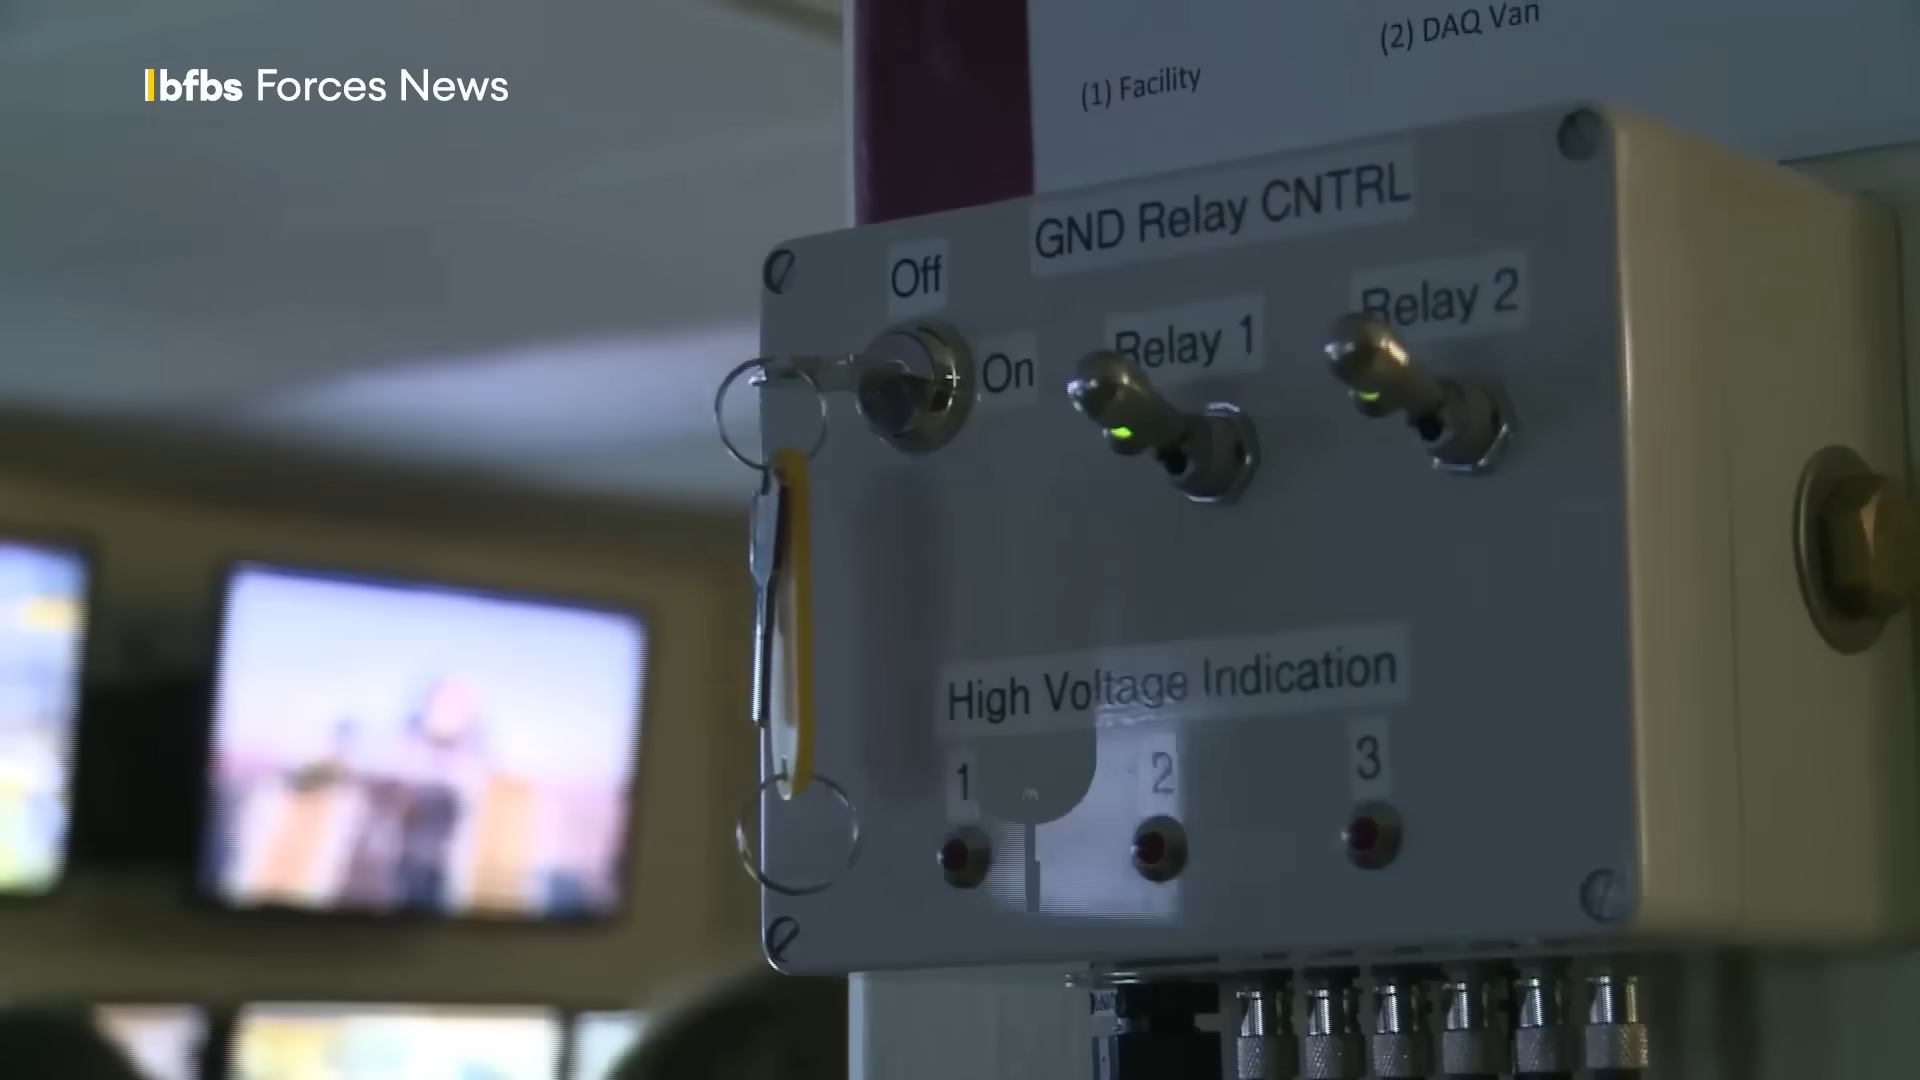 bfbs Forces News
(2) DAQ Van
(1) Facility
GND Relay CNTRL
Off
On
Relay 1
Relay 2
High Voltage Indication
1
2
3